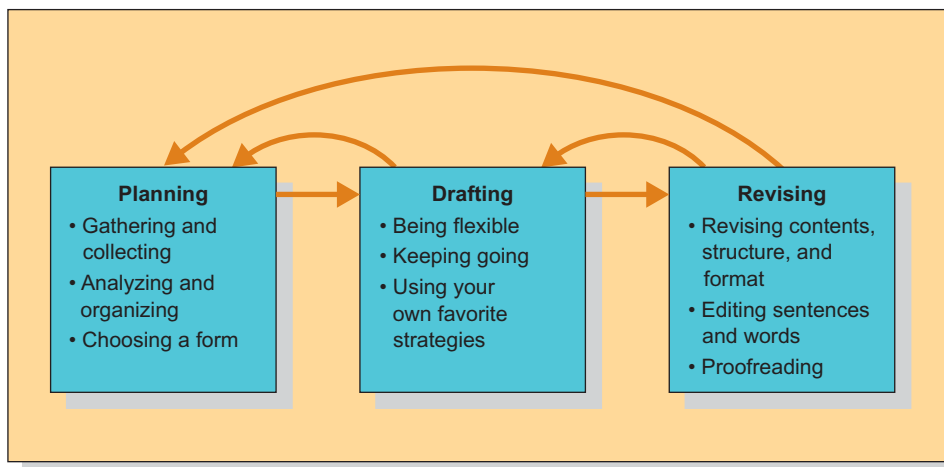 Planning
• Gathering and
collecting
• Analyzing and
organizing
• Choosing a form
Drafting
• Being flexible
• Keeping going
• Using your
own favorite
strategies
Revising
• Revising contents,
structure, and
format
• Editing sentences
and words
• Proofreading